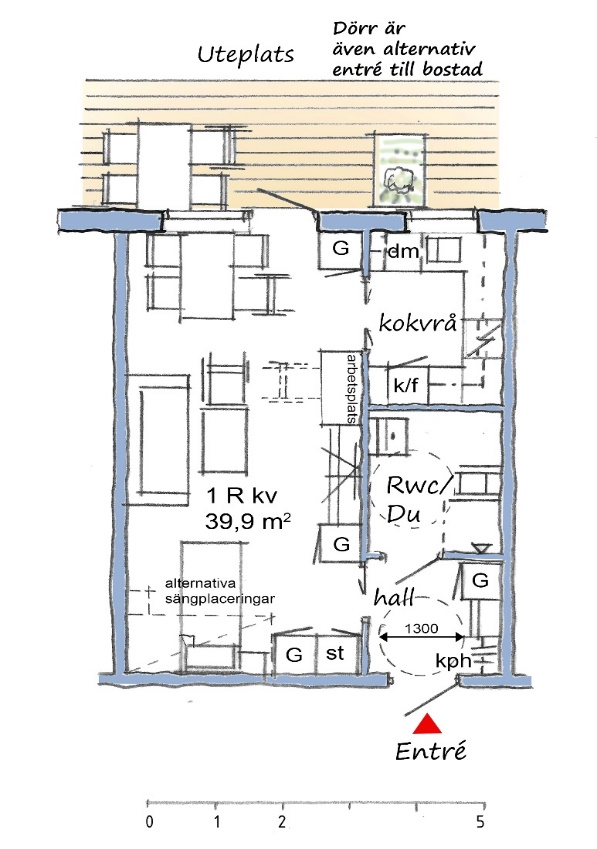 Uteplats
Dörr är
även alternativ
entré till bostad
G
dm
kokvrå
arbetsplats
k/f
1 R kv
39,9 m²
Rwc/
Du
G
alternativa
sängplaceringar
hall
G
1300
G
st
kph
Entré
0
1
2
5